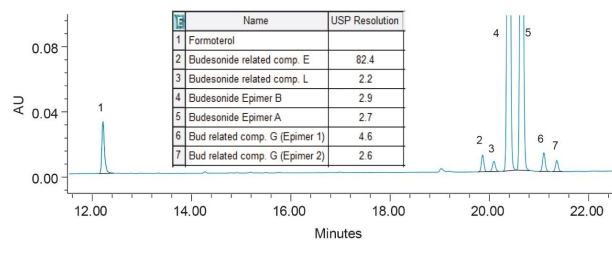 Name USP Resolution
1 Formoterol
2 Budesonide related comp. E 82.4
3 Budesonide related comp. L 2.2
4 Budesonide Epimer B 2.9
5 Budesonide Epimer A 2.7
6 Bud related comp. G (Epimer 1) 4.6
7 Bud related comp. G (Epimer 2) 2.6
AU
0.08
0.04
0.00
1
2
3
4
5
6
7
12.00 14.00 16.00 18.00 20.00 22.00
Minutes